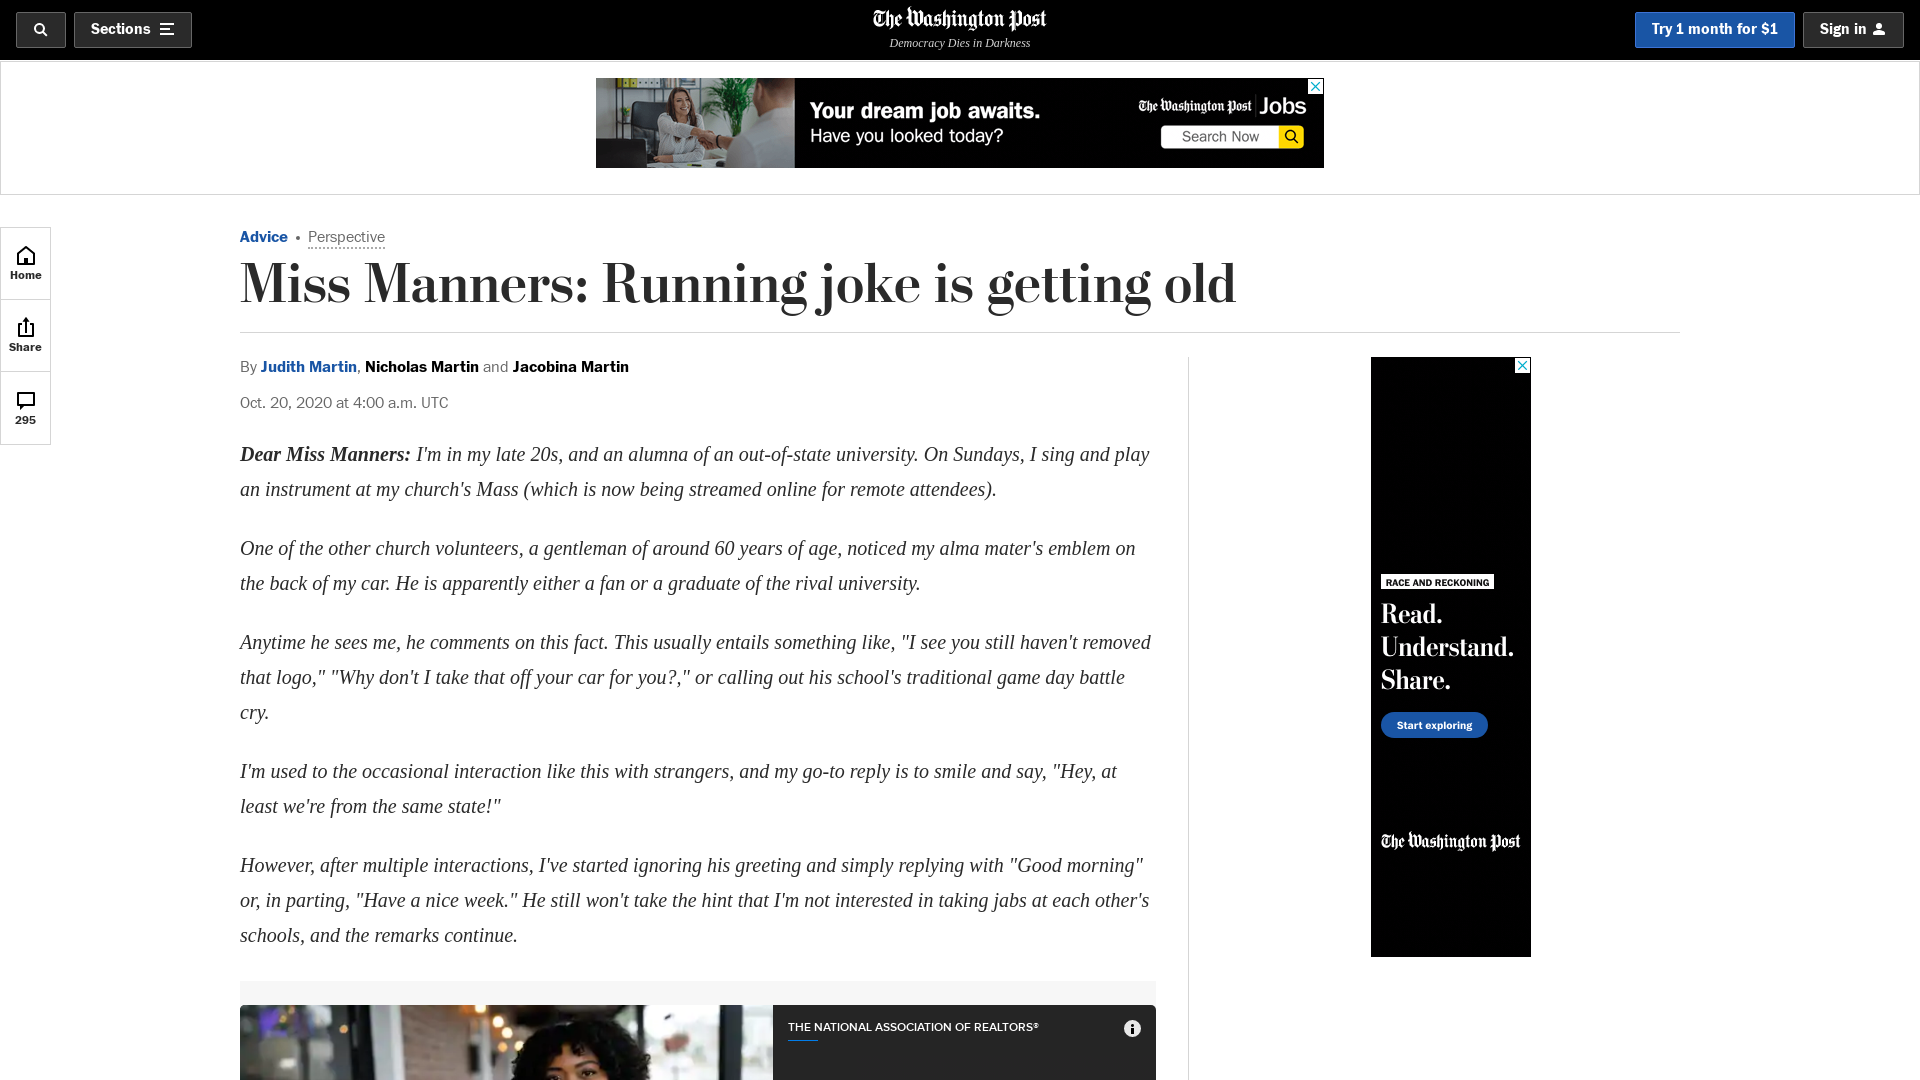 Sections
The Washington Post
Democracy Dies in Darkness
Try 1 month for $1
Sign in
Your dream job awaits.
Have you looked today?
The Washington Post Jobs
Search Now
Home
Share
295
Advice • Perspective
Miss Manners: Running joke is getting old
By Judith Martin, Nicholas Martin and Jacobina Martin
Oct. 20, 2020 at 4:00 a.m. UTC
Dear Miss Manners: I'm in my late 20s, and an alumna of an out-of-state university. On Sundays, I sing and play
an instrument at my church's Mass (which is now being streamed online for remote attendees).
One of the other church volunteers, a gentleman of around 60 years of age, noticed my alma mater's emblem on
the back of my car. He is apparently either a fan or a graduate of the rival university.
Anytime he sees me, he comments on this fact. This usually entails something like, "I see you still haven't removed
that logo," "Why don't I take that off your car for you?," or calling out his school's traditional game day battle
cry.
I'm used to the occasional interaction like this with strangers, and my go-to reply is to smile and say, "Hey, at
least we're from the same state!"
However, after multiple interactions, I've started ignoring his greeting and simply replying with "Good morning"
or, in parting, "Have a nice week." He still won't take the hint that I'm not interested in taking jabs at each other's
schools, and the remarks continue.
RACE AND RECKONING
Read.
Understand.
Share.
Start exploring
The Washington Post
THE NATIONAL ASSOCIATION OF REALTORS®